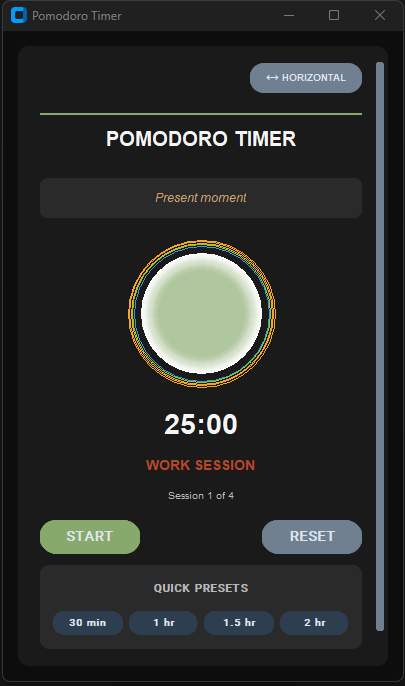 Pomodoro Timer
↔ HORIZONTAL
POMODORO TIMER
Present moment
25:00
WORK SESSION
Session 1 of 4
START RESET
QUICK PRESETS
30 min 1 hr 1.5 hr 2 hr